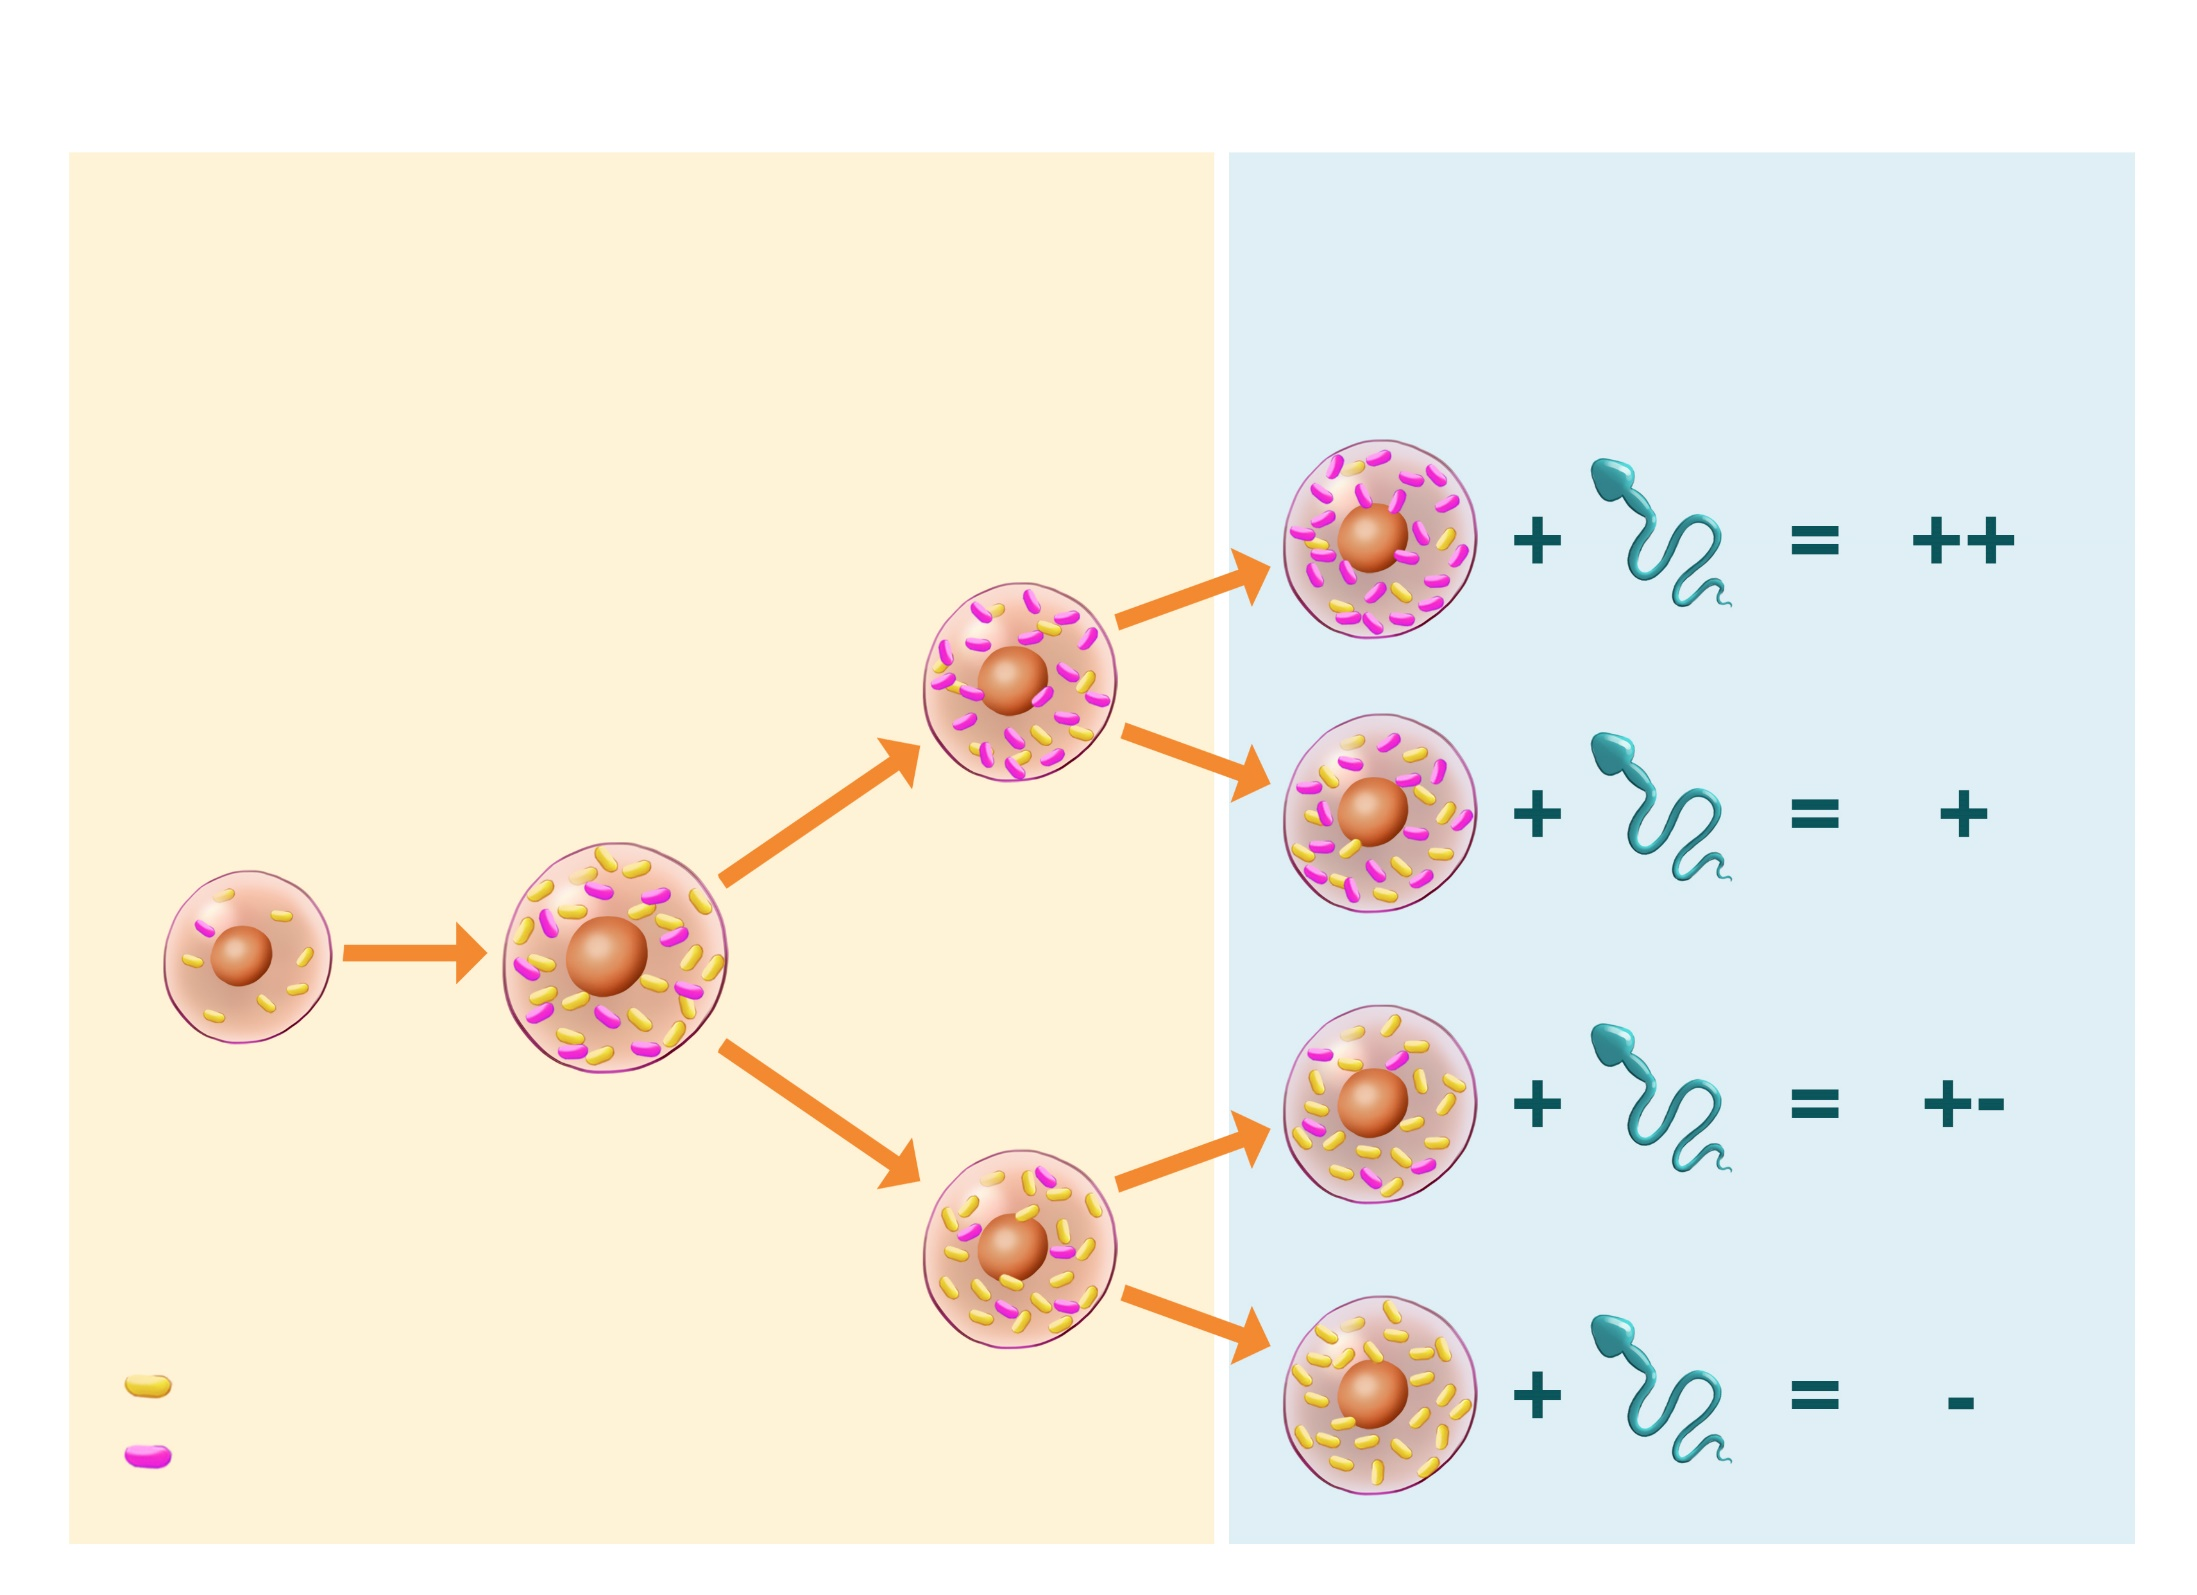 + = ++
+ = +
+ = +-
+ = -